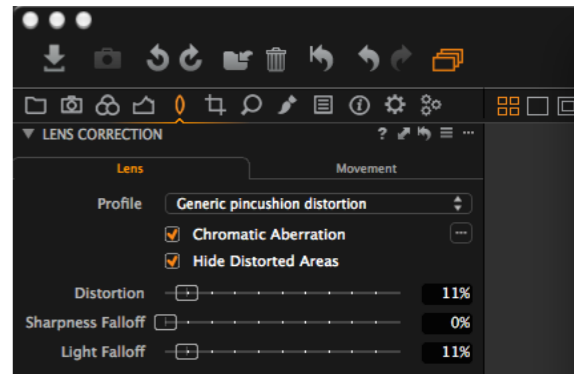 LENS CORRECTION ? ...
Lens Movement
Profile Generic pincushion distortion
Chromatic Aberration ...
Hide Distorted Areas
Distortion 11%
Sharpness Falloff 0%
Light Falloff 11%